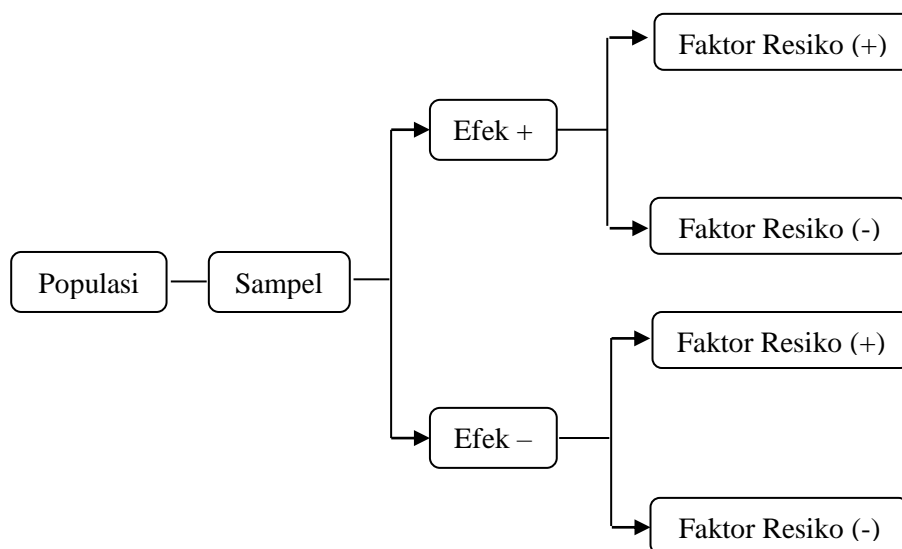 Faktor Resiko (+)
Efek +
Faktor Resiko (-)
Populasi
Sampel
Faktor Resiko (+)
Efek –
Faktor Resiko (-)